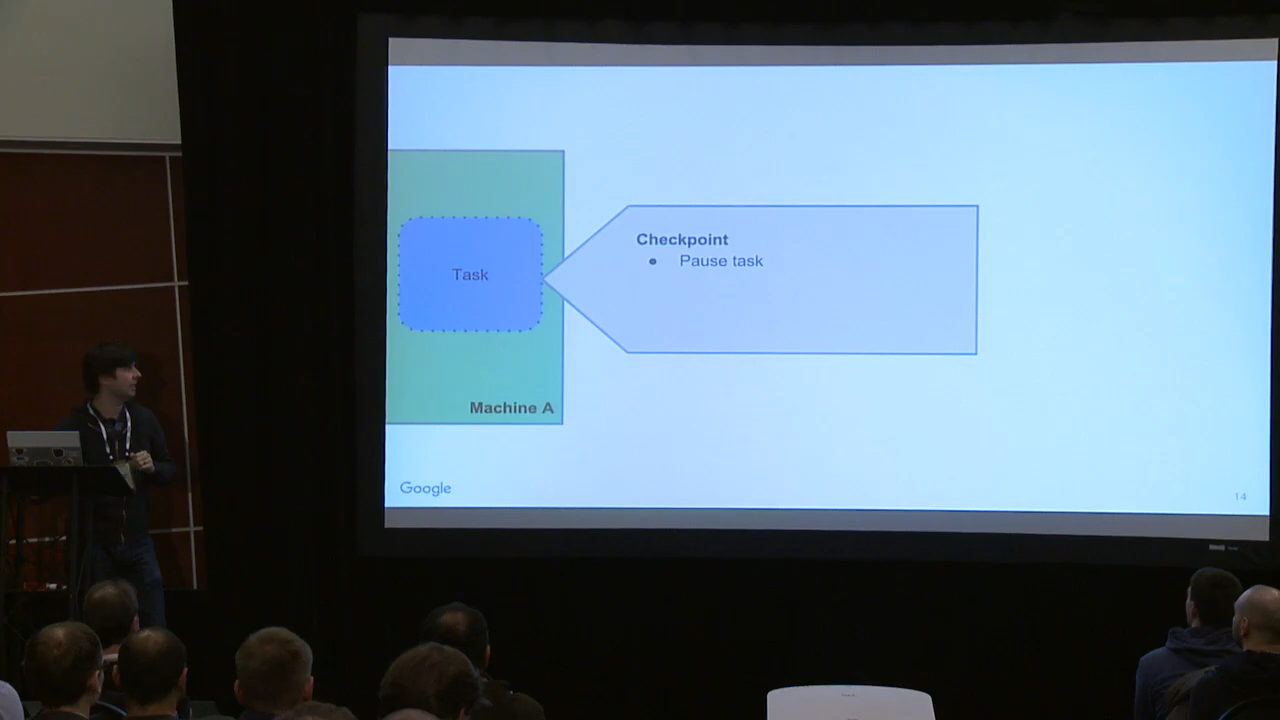 Checkpoint
● Pause task
Task
Machine A
Google
14